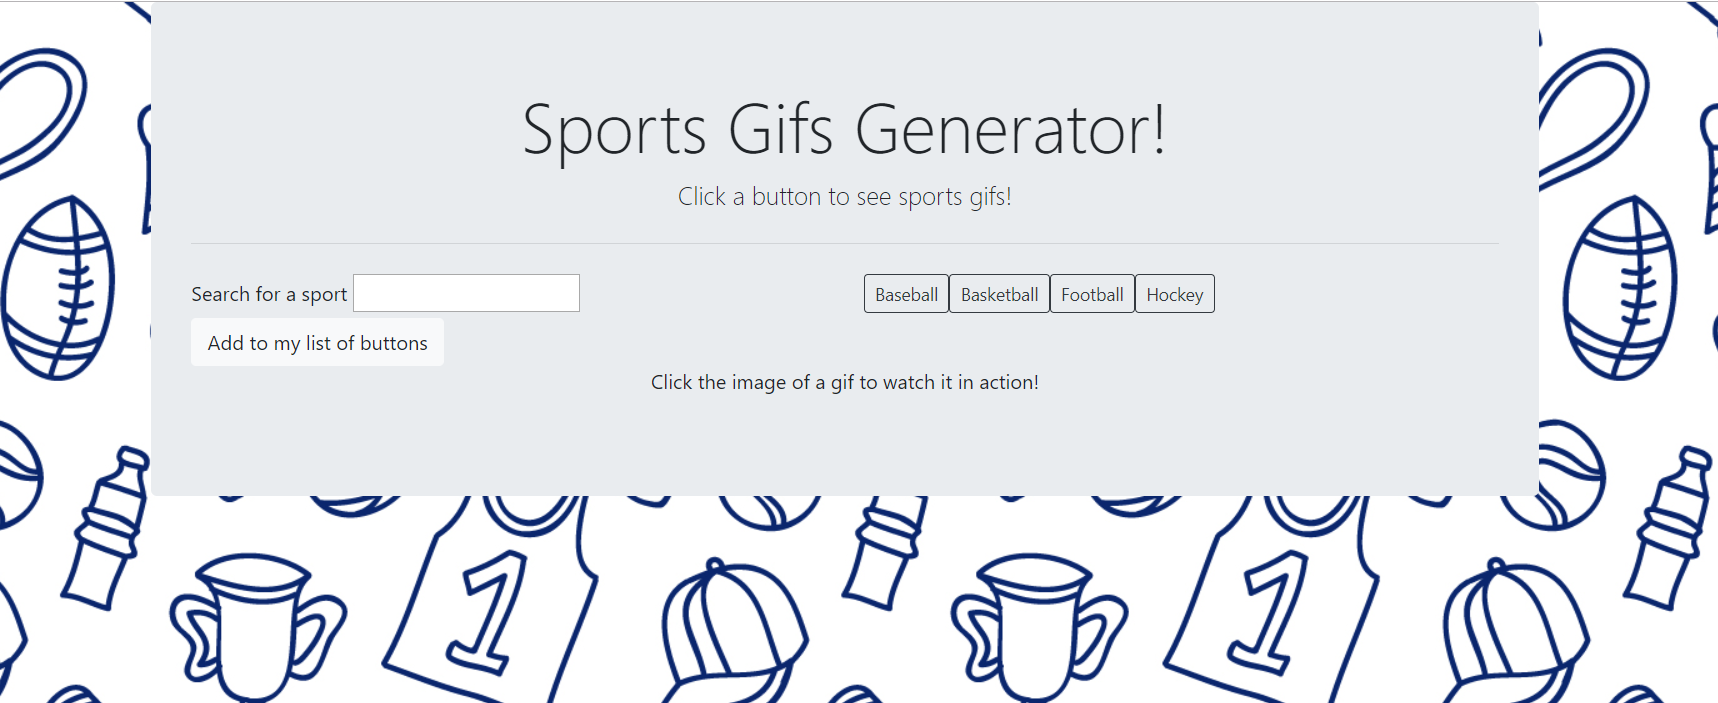 Sports Gifs Generator!
Click a button to see sports gifs!
Search for a sport
Baseball Basketball Football Hockey
Add to my list of buttons
Click the image of a gif to watch it in action!
1 1